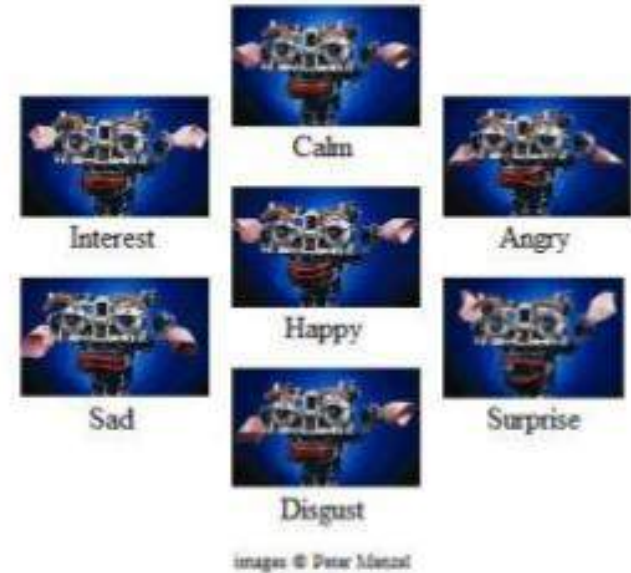 Calm
Interest
Angry
Happy
Sad
Surprise
Disgust
images © Peter Menzel